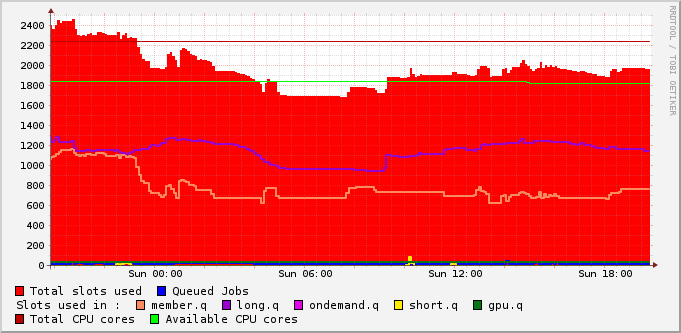 RRDTOOL / TOBI OETIKER
2400
2200
2000
1800
1600
1400
1200
1000
800
600
400
200
0
Sun 00:00 Sun 06:00 Sun 12:00 Sun 18:00
Total slots used Queued Jobs
Slots used in : member.q long.q ondemand.q short.q gpu.q
Total CPU cores Available CPU cores